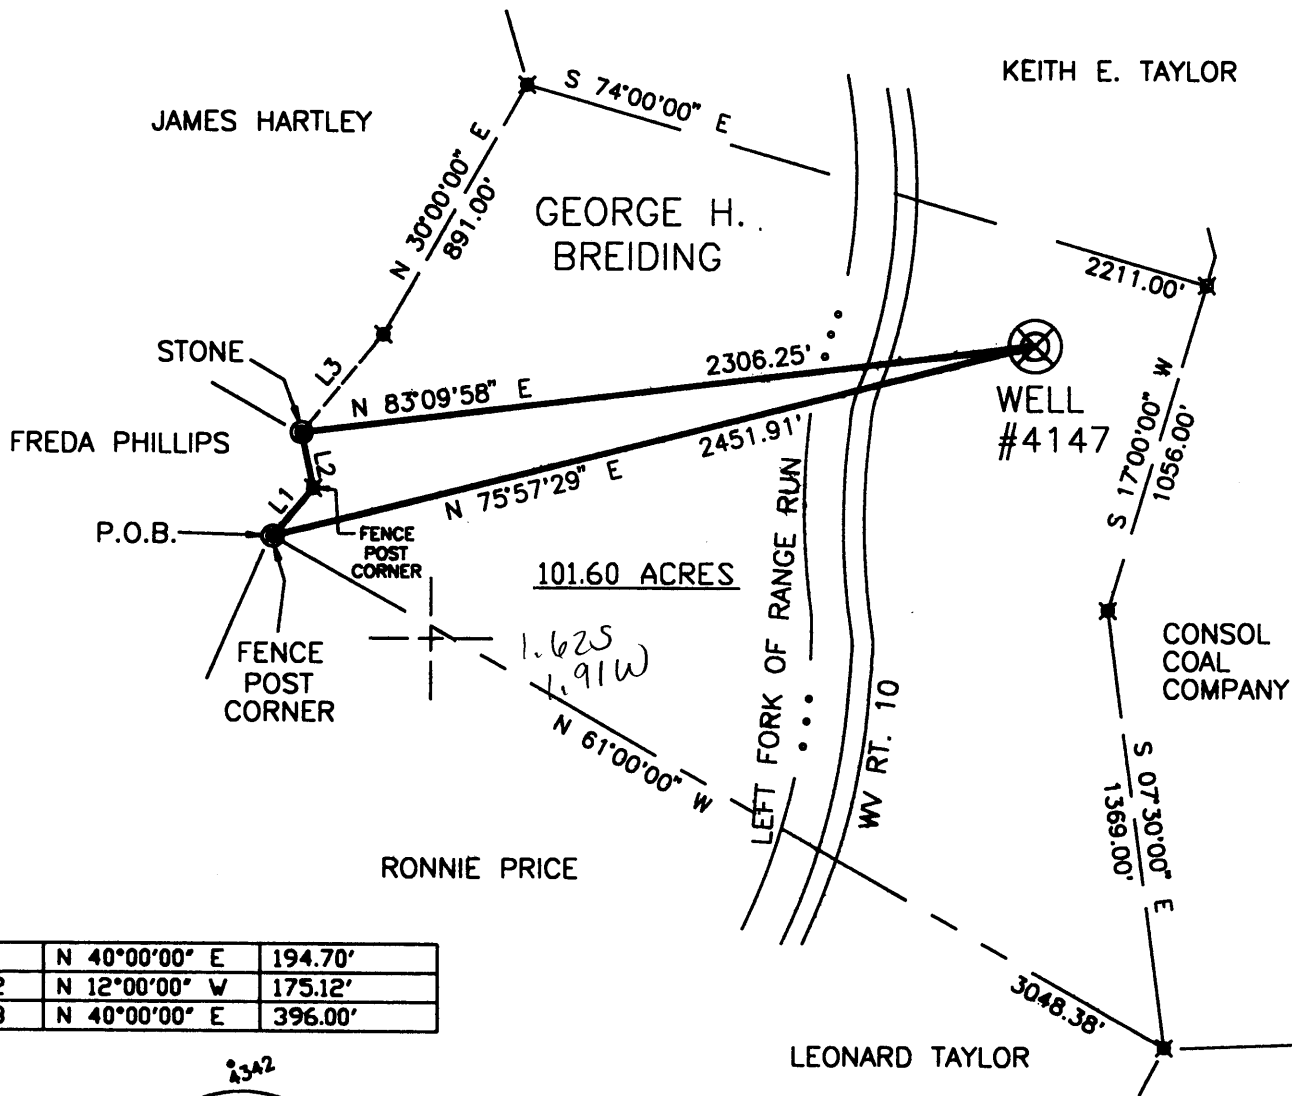 KEITH E. TAYLOR
S 74°00'00" E
JAMES HARTLEY
N 30°00'00" E
891.00'
GEORGE H.
BREIDING
2211.00'
STONE
L3
N 83°09'58" E
2306.25'
WELL
#4147
S 17°00'00" W
1056.00'
FREDA PHILLIPS
L2
L1
N 75°57'29" E
2451.91'
P.O.B.
FENCE
POST
CORNER
101.60 ACRES
LEFT FORK OF RANGE RUN
FENCE
POST
CORNER
1.62S
1.91W
CONSOL
COAL
COMPANY
N 61°00'00" W
WV RT. 10
S 07°30'00" E
1369.00'
RONNIE PRICE
N 40°00'00" E 194.70'
2 N 12°00'00" W 175.12'
3 N 40°00'00" E 396.00'
3048.38'
LEONARD TAYLOR
4342